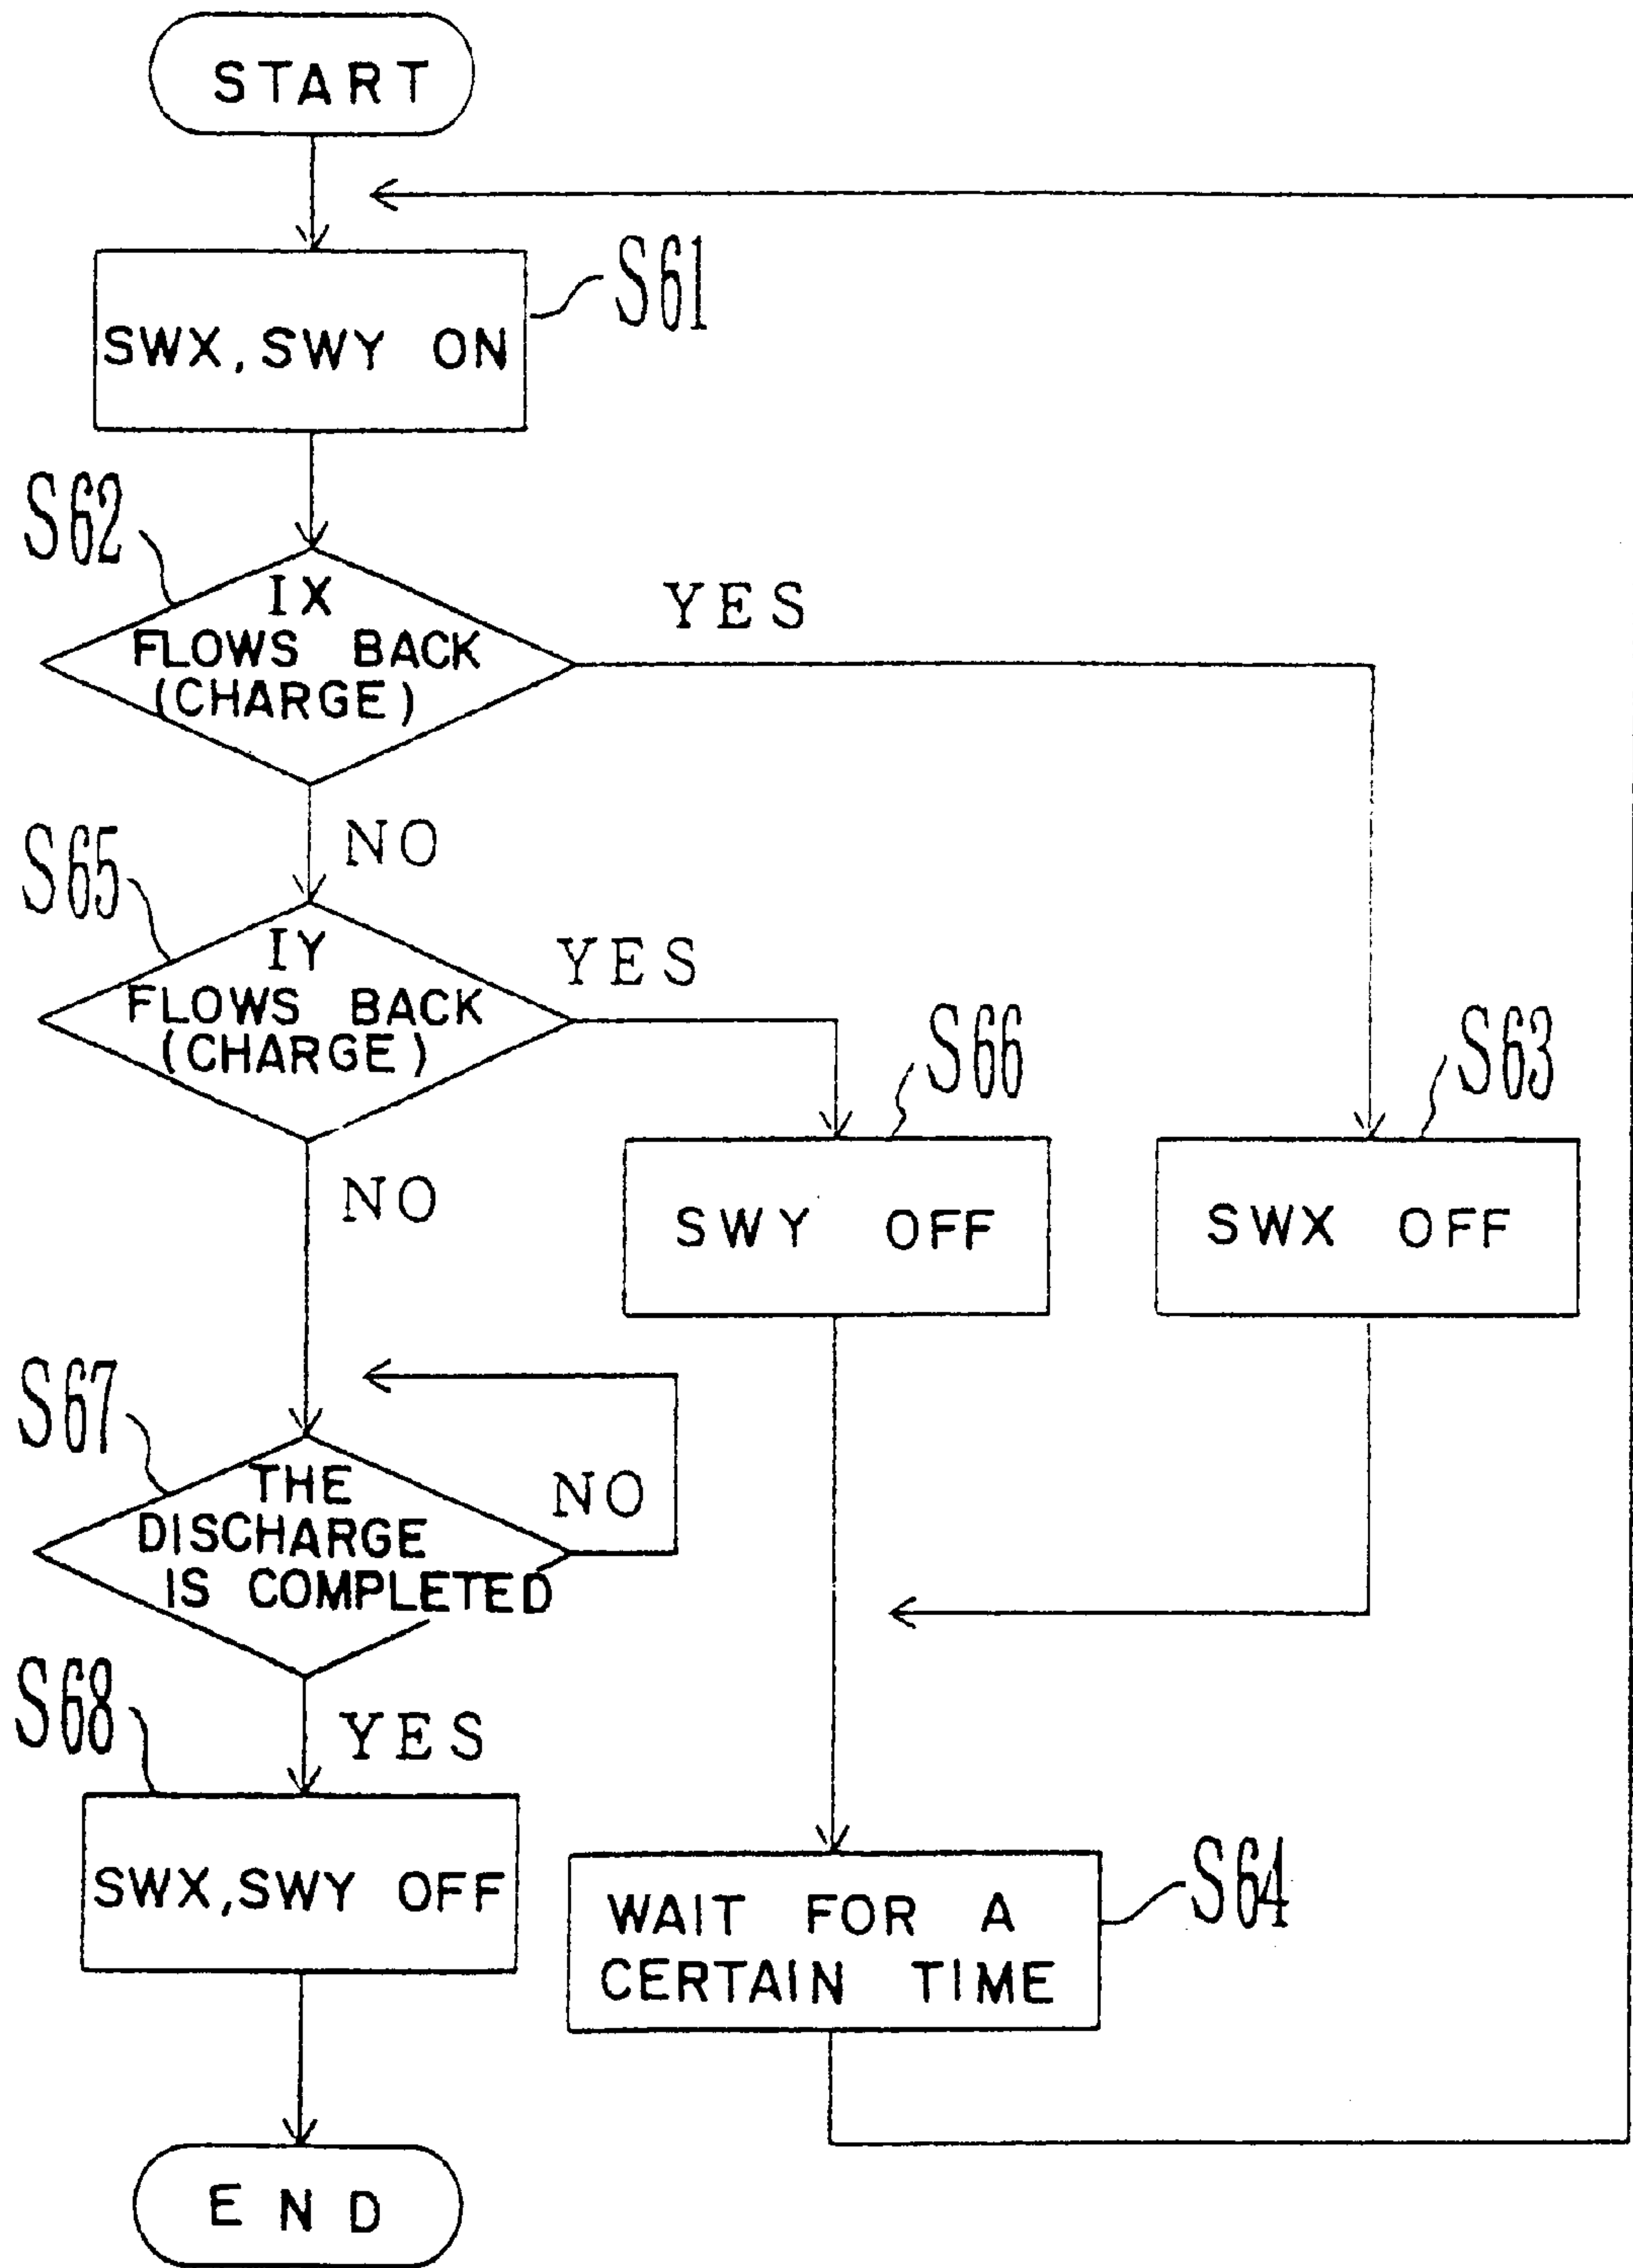 START
S61
SWX, SWY ON
S62
IX
FLOWS BACK
(CHARGE)
YES
NO
S65
IY
FLOWS BACK
(CHARGE)
YES
NO
S66
SWY OFF
S63
SWX OFF
S67
THE
DISCHARGE
IS COMPLETED
NO
YES
S68
SWX, SWY OFF
S64
WAIT FOR A
CERTAIN TIME
END